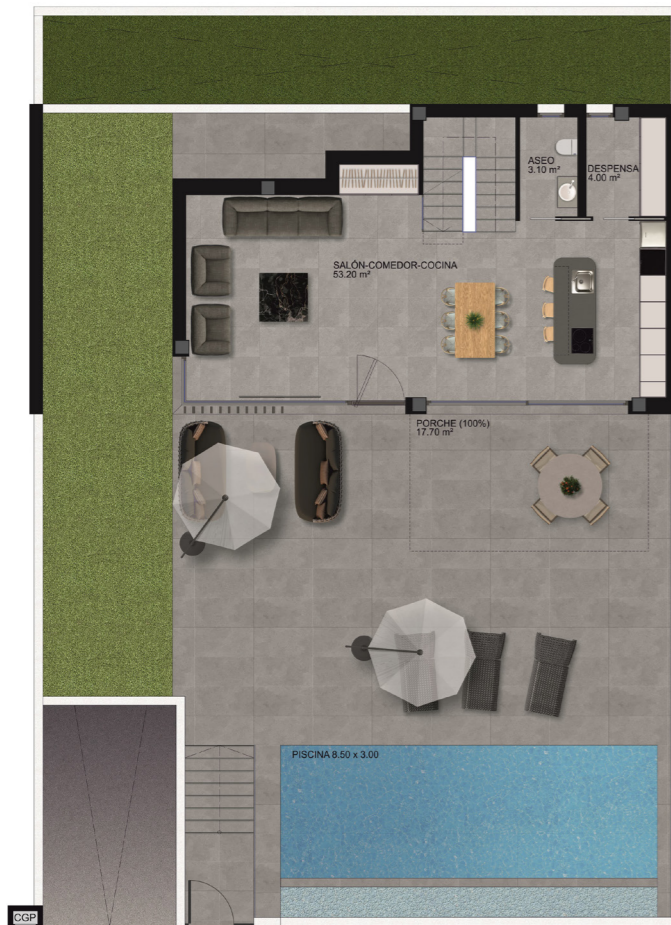 ASEO
3.10 m²
DESPENSA
4.00 m²
SALÓN-COMEDOR-COCINA
53.20 m²
PORCHE (100%)
17.70 m²
PISCINA 8.50 x 3.00
CGP